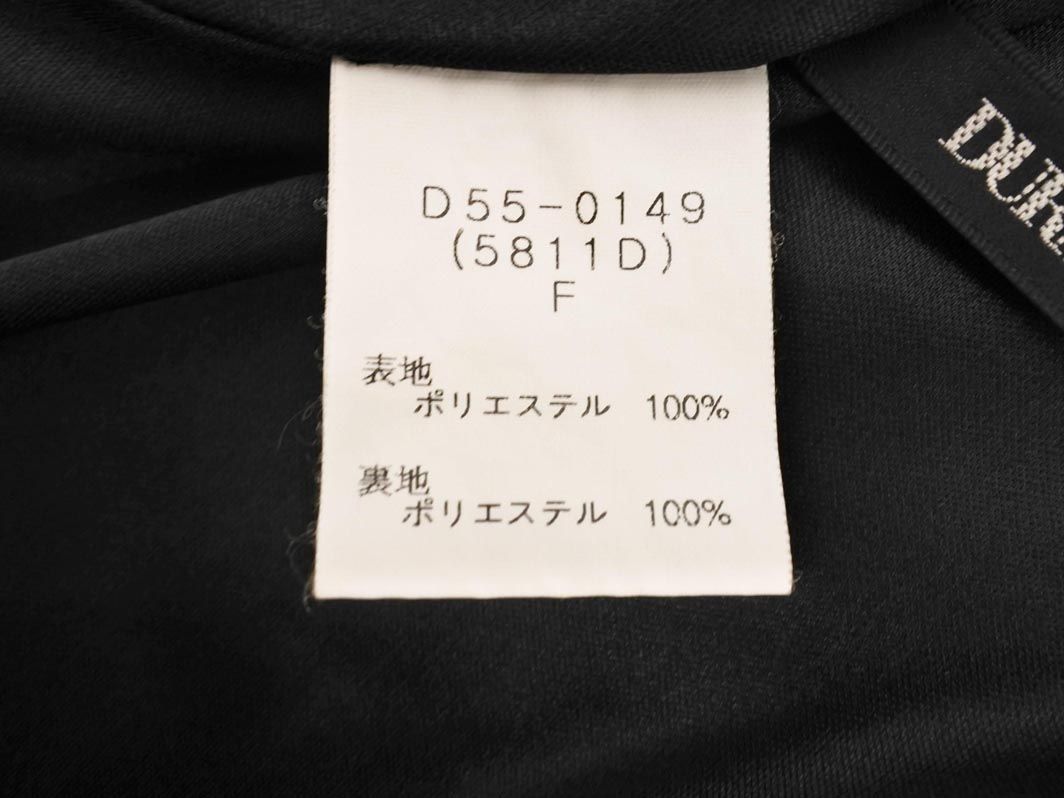 D55-0149
(5811D)
F
表地
ポリエステル 100%
裏地
ポリエステル 100%